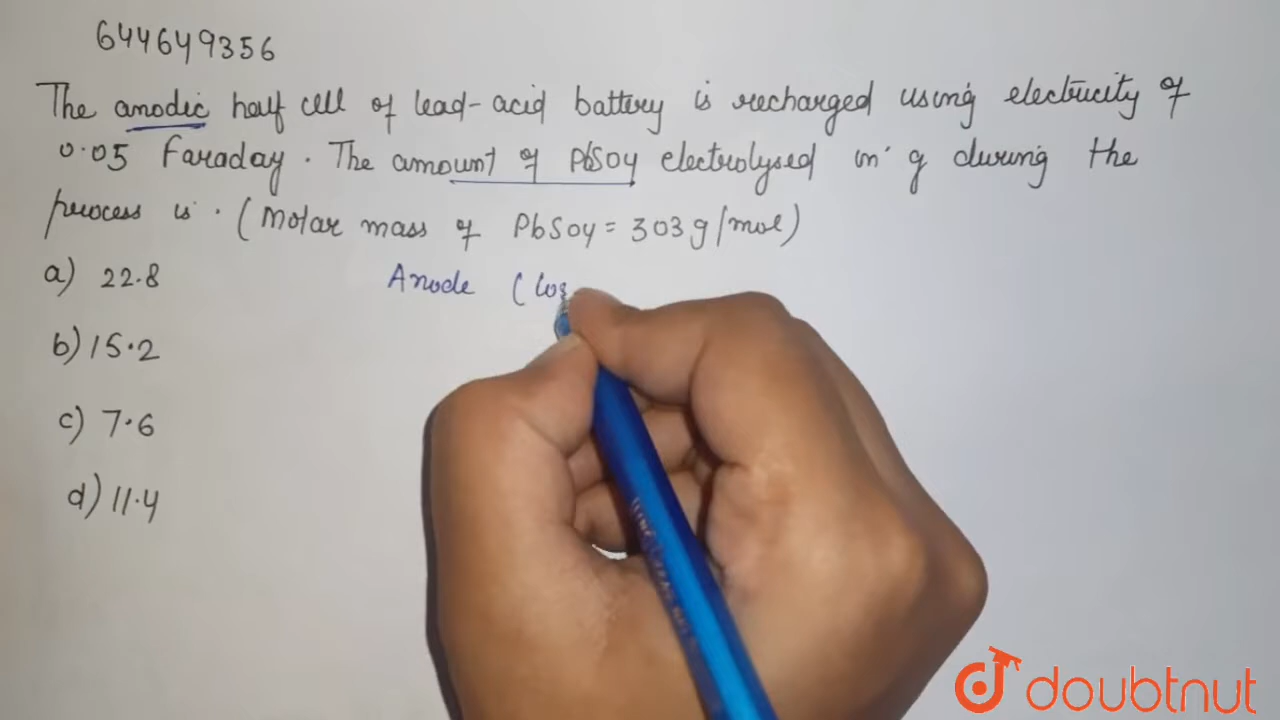 644649356
The anodic half cell of lead-acid battery is recharged using electricity of
0.05 Faraday. The amount of PbSO4 electrolysed in g during the
process is. (Molar mass of PbSO4 = 303 g/mol)
a) 22.8
Anode (los
b) 15.2
c) 7.6
d) 11.4
doubtnut